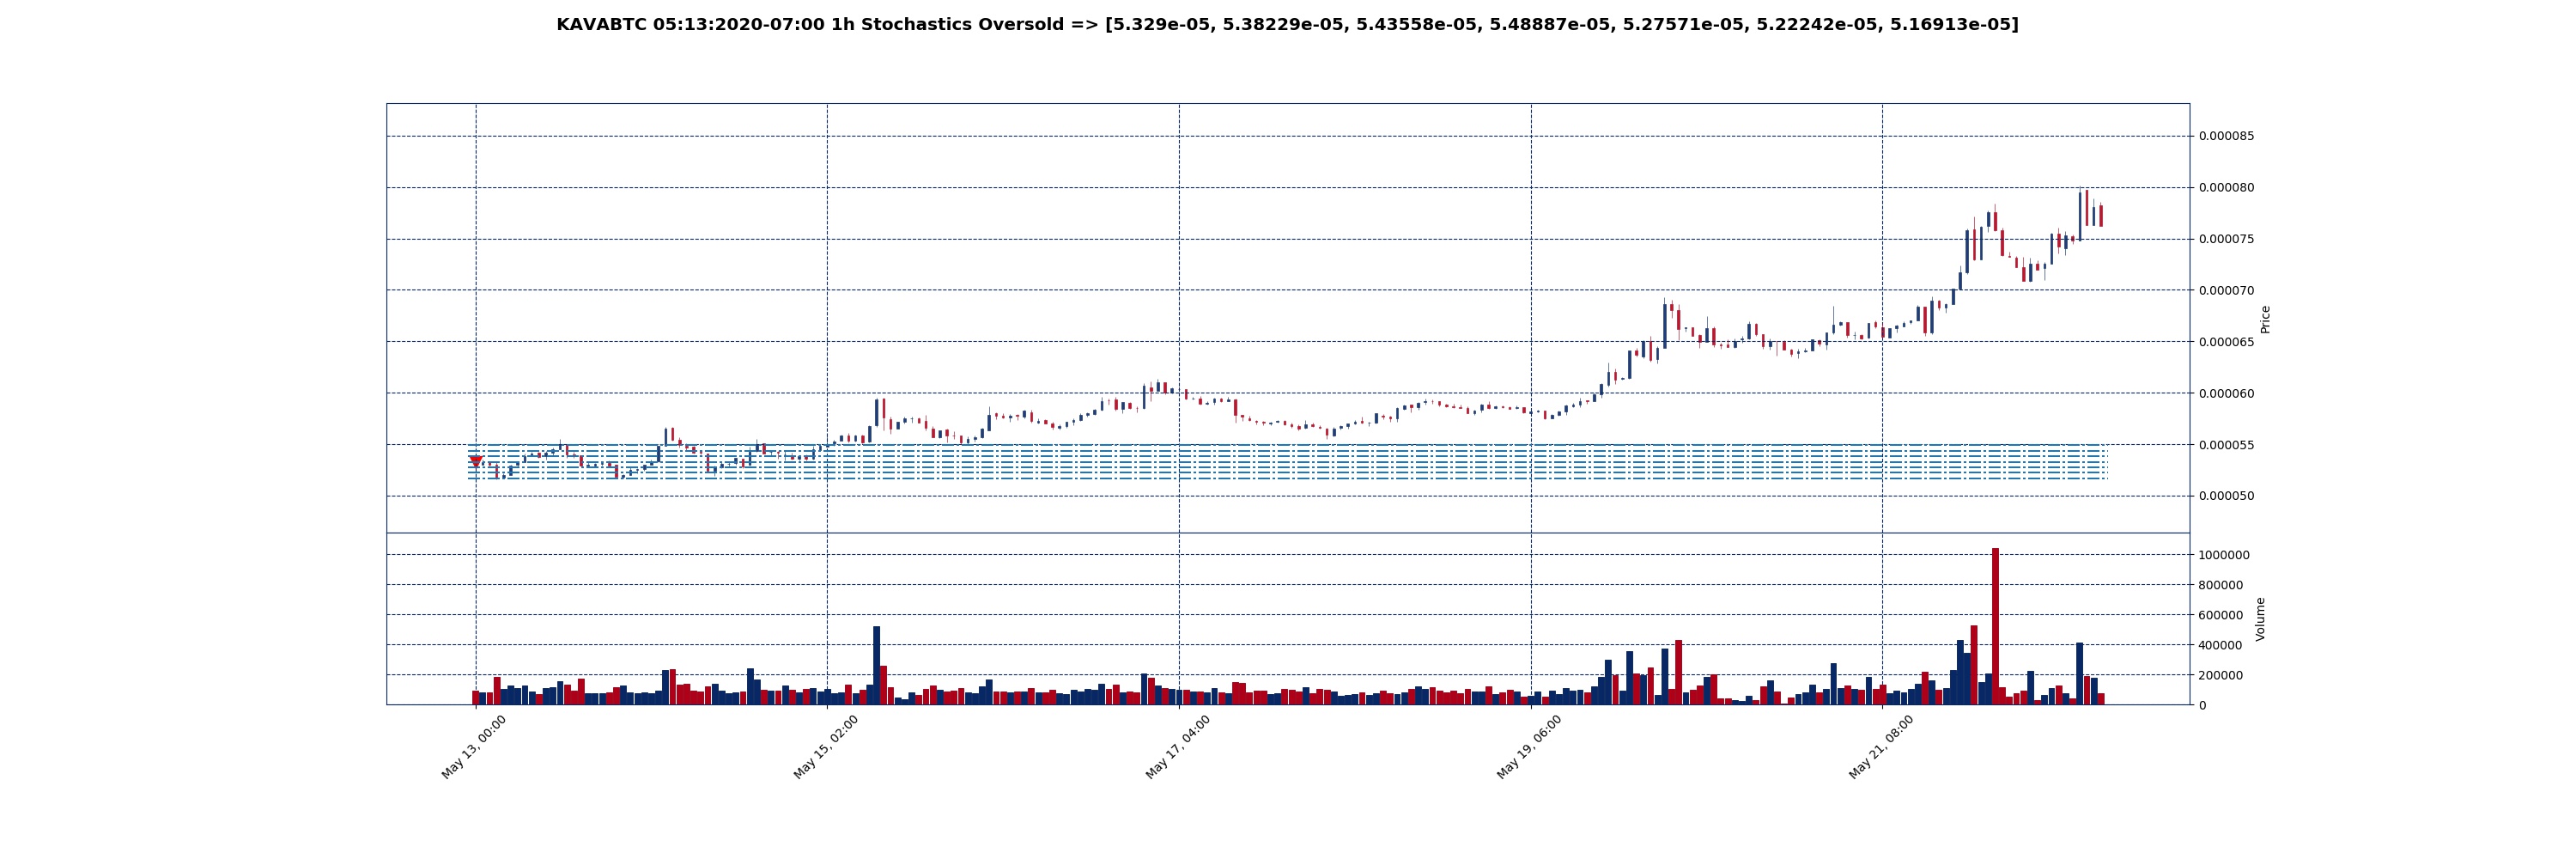 KAVABTC 05:13:2020-07:00 1h Stochastics Oversold => [5.329e-05, 5.38229e-05, 5.43558e-05, 5.48887e-05, 5.27571e-05, 5.22242e-05, 5.16913e-05]
0.000085
0.000080
0.000075
0.000070
0.000065
0.000060
0.000055
0.000050
Price
1000000
800000
600000
400000
200000
0
Volume
May 13, 00:00
May 15, 02:00
May 17, 04:00
May 19, 06:00
May 21, 08:00